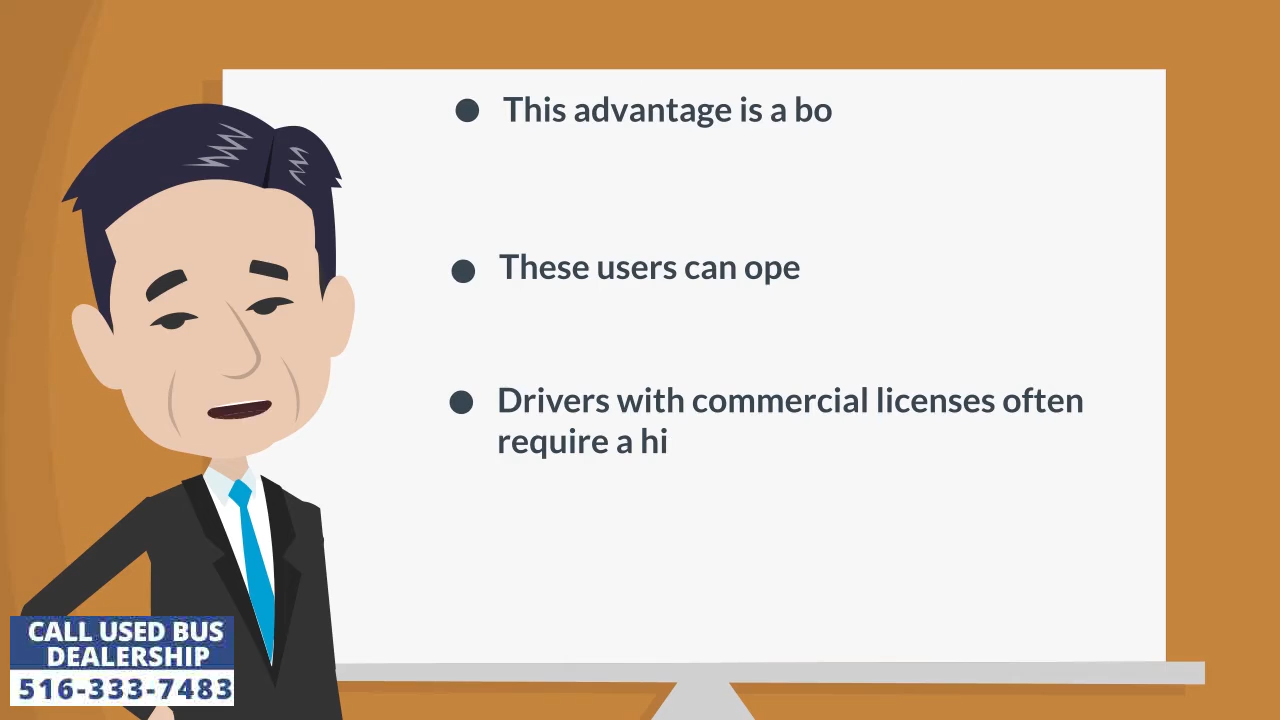 This advantage is a bo
These users can ope
Drivers with commercial licenses often
require a hi
CALL USED BUS
DEALERSHIP
516-333-7483